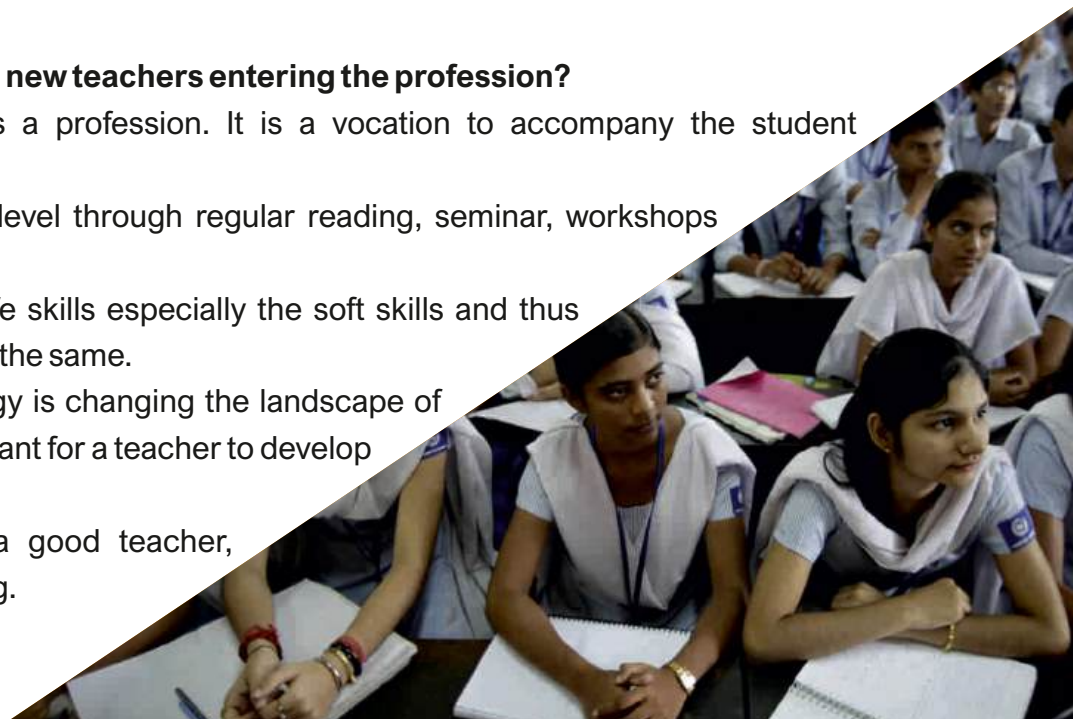 new teachers entering the profession?
s a profession. It is a vocation to accompany the student
level through regular reading, seminar, workshops
e skills especially the soft skills and thus
the same.
gy is changing the landscape of
ant for a teacher to develop
a good teacher,
g.